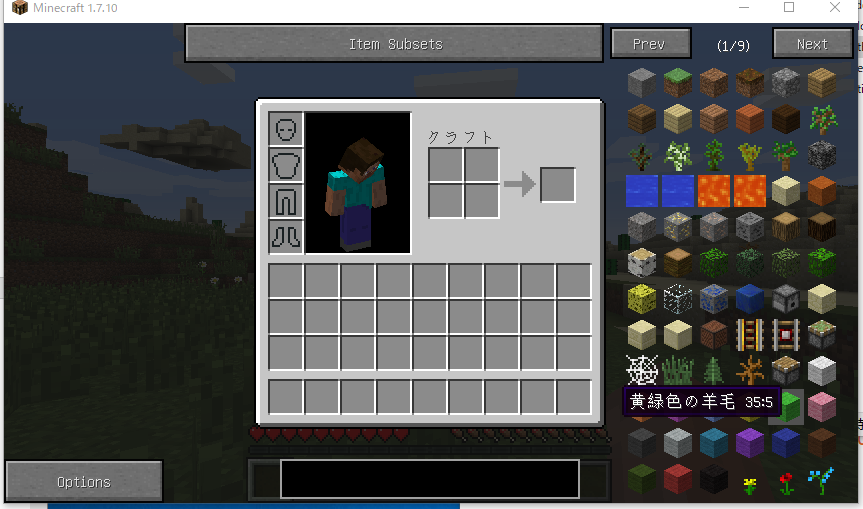 Minecraft 1.7.10
Item Subsets
Prev
(1/9)
Next
クラフト
黄緑色の羊毛 35:5
Options